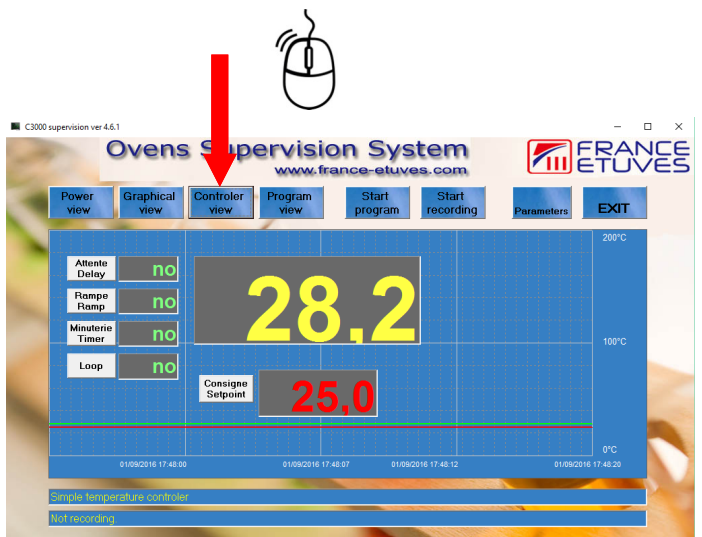 C3000 supervision ver 4.6.1
Ovens Supervision System
www.france-etuves.com
FRANCE
ETUVES
Power
view
Graphical
view
Controler
view
Program
view
Start
program
Start
recording
Parameters
EXIT
200°C
Attente
Delay
no
28,2
Rampe
Ramp
no
Minuterie
Timer
no
100°C
Loop
no
Consigne
Setpoint
25,0
0°C
01/09/2016 17:48:00
01/09/2016 17:48:07
01/09/2016 17:48:12
01/09/2016 17:48:20
Simple temperature controler
Not recording.